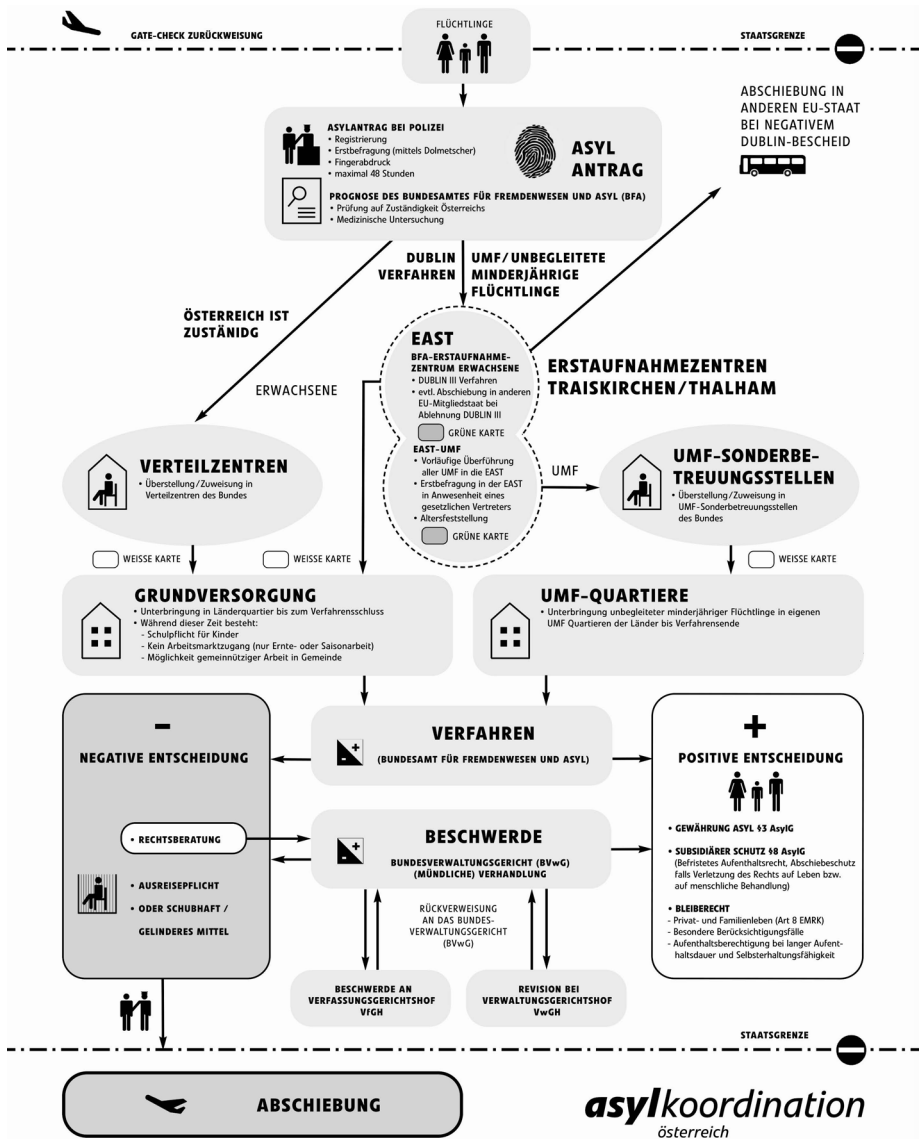 GATE-CHECK ZURÜCKWEISUNG
FLÜCHTLINGE
STAATSGRENZE
ABSCHIEBUNG IN
ANDEREN EU-STAAT
BEI NEGATIVEM
DUBLIN-BESCHEID
ASYLANTRAG BEI POLIZEI
• Registrierung
• Erstbefragung (mittels Dolmetscher)
• Fingerabdruck
• maximal 48 Stunden
ASYL
ANTRAG
PROGNOSE DES BUNDESAMTES FÜR FREMDENWESEN UND ASYL (BFA)
• Prüfung auf Zuständigkeit Österreichs
• Medizinische Untersuchung
DUBLIN
VERFAHREN
UMF/UNBEGLEITETE
MINDERJÄHRIGE
FLÜCHTLINGE
ÖSTERREICH IST
ZUSTÄNIDG
ERWACHSENE
EAST
BFA-ERSTAUFNAHME-
ZENTRUM ERWACHSENE
• DUBLIN III Verfahren
• evtl. Abschiebung in anderen
EU-Mitgliedstaat bei
Ablehnung DUBLIN III
GRÜNE KARTE
ERSTAUFNAHMEZENTREN
TRAISKIRCHEN/THALHAM
EAST-UMF
• Vorläufige Überführung
aller UMF in die EAST
• Erstbefragung in der EAST
in Anwesenheit eines
gesetzlichen Vertreters
• Altersfeststellung
GRÜNE KARTE
UMF
VERTEILZENTREN
• Überstellung/Zuweisung in
Verteilzentren des Bundes
UMF-SONDERBE-
TREUUNGSSTELLEN
• Überstellung/Zuweisung in
UMF-Sonderbetreuungsstellen
des Bundes
WEISSE KARTE
WEISSE KARTE
WEISSE KARTE
GRUNDVERSORGUNG
• Unterbringung in Länderquartier bis zum Verfahrensschluss
• Während dieser Zeit besteht:
- Schulpflicht für Kinder
- Kein Arbeitsmarktzugang (nur Ernte- oder Saisonarbeit)
- Möglichkeit gemeinnütziger Arbeit in Gemeinde
UMF-QUARTIERE
• Unterbringung unbegleiteter minderjähriger Flüchtlinge in eigenen
UMF Quartieren der Länder bis Verfahrensende
–
NEGATIVE ENTSCHEIDUNG
• RECHTSBERATUNG
• AUSREISEPFLICHT
• ODER SCHUBHAFT /
GELINDERES MITTEL
VERFAHREN
(BUNDESAMT FÜR FREMDENWESEN UND ASYL)
BESCHWERDE
BUNDESVERWALTUNGSGERICHT (BVwG)
(MÜNDLICHE) VERHANDLUNG
RÜCKVERWEISUNG
AN DAS BUNDES-
VERWALTUNGSGERICHT
(BVwG)
BESCHWERDE AN
VERFASSUNGSGERICHTSHOF
VfGH
REVISION BEI
VERWALTUNGSGERICHTSHOF
VwGH
+
POSITIVE ENTSCHEIDUNG
• GEWÄHRUNG ASYL §3 AsylG
• SUBSIDIÄRER SCHUTZ §8 AsylG
(Befristetes Aufenthaltsrecht, Abschiebeschutz
falls Verletzung des Rechts auf Leben bzw.
auf menschliche Behandlung)
• BLEIBERECHT
- Privat- und Familienleben (Art 8 EMRK)
- Besondere Berücksichtigungsfälle
- Aufenthaltsberechtigung bei langer Aufent-
haltsdauer und Selbsterhaltungsfähigkeit
STAATSGRENZE
ABSCHIEBUNG
asylkoordination
österreich